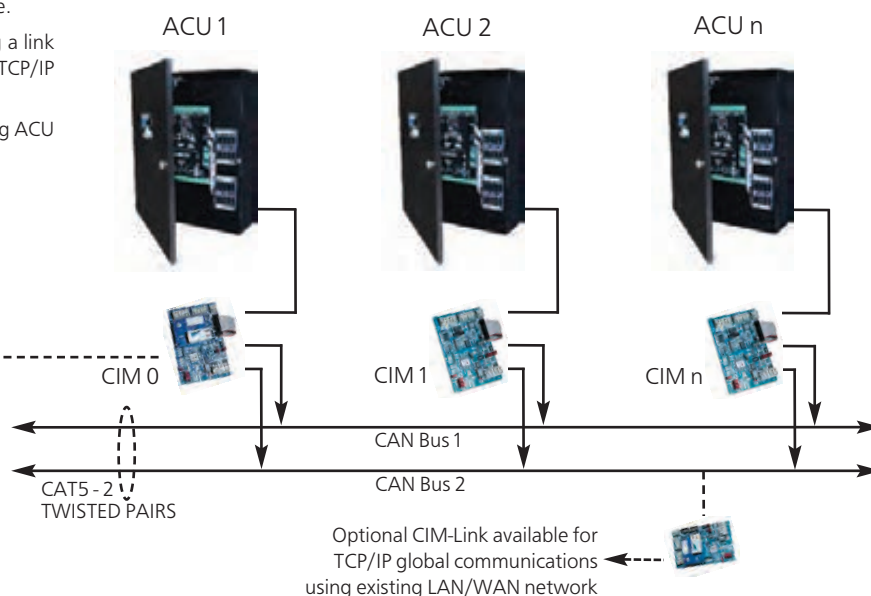 e.
g a link
TCP/IP
g ACU
ACU 1
ACU 2
ACU n
CIM 0
CIM 1
CIM n
CAN Bus 1
CAN Bus 2
CAT5 - 2
TWISTED PAIRS
Optional CIM-Link available for
TCP/IP global communications
using existing LAN/WAN network